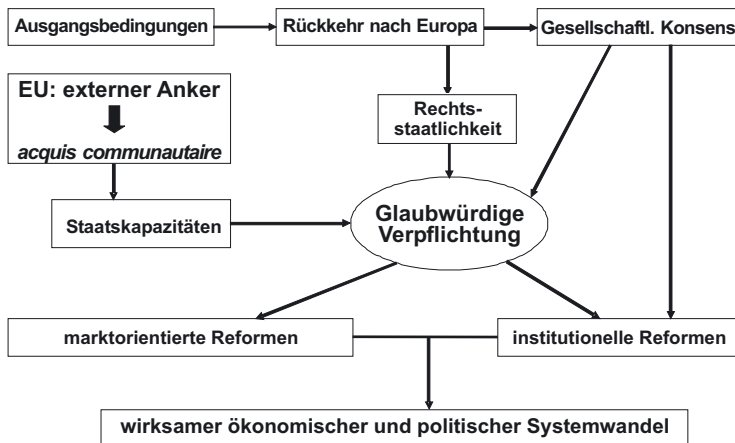 Ausgangsbedingungen
Rückkehr nach Europa
Gesellschaftl. Konsens
EU: externer Anker
acquis communautaire
Rechts-
staatlichkeit
Staatskapazitäten
Glaubwürdige
Verpflichtung
marktorientierte Reformen
institutionelle Reformen
wirksamer ökonomischer und politischer Systemwandel